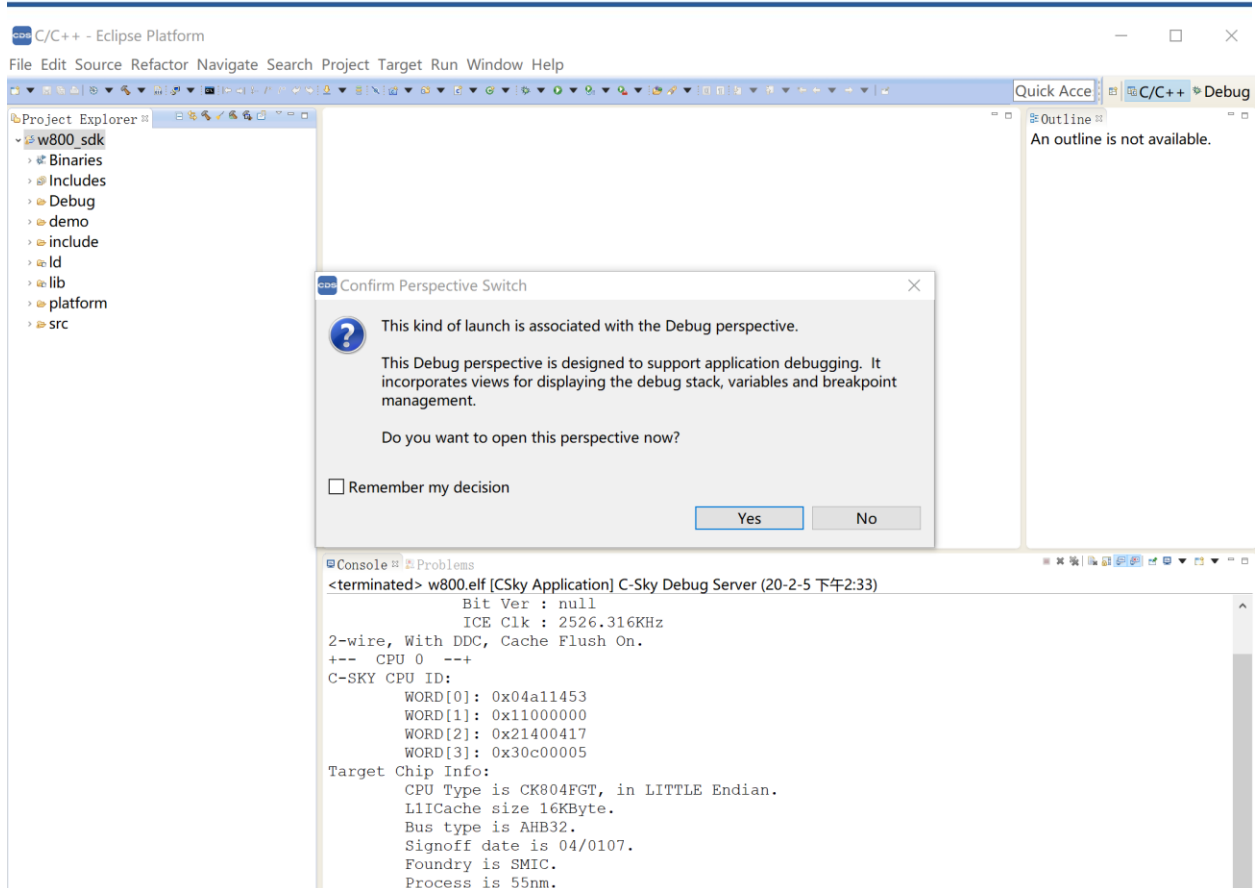 CDS C/C++ - Eclipse Platform
File Edit Source Refactor Navigate Search Project Target Run Window Help
Quick Acce
C/C++
Debug
Project Explorer
w800_sdk
Binaries
Includes
Debug
demo
include
ld
lib
platform
src
Outline
An outline is not available.
CDS Confirm Perspective Switch
This kind of launch is associated with the Debug perspective.
This Debug perspective is designed to support application debugging. It
incorporates views for displaying the debug stack, variables and breakpoint
management.
Do you want to open this perspective now?
Remember my decision
Yes
No
Console
Problems
<terminated> w800.elf [CSky Application] C-Sky Debug Server (20-2-5 下午2:33)
Bit Ver : null
ICE Clk : 2526.316KHz
2-wire, With DDC, Cache Flush On.
+-- CPU 0 --+
C-SKY CPU ID:
WORD[0]: 0x04a11453
WORD[1]: 0x11000000
WORD[2]: 0x21400417
WORD[3]: 0x30c00005
Target Chip Info:
CPU Type is CK804FGT, in LITTLE Endian.
L1ICache size 16KByte.
Bus type is AHB32.
Signoff date is 04/0107.
Foundry is SMIC.
Process is 55nm.